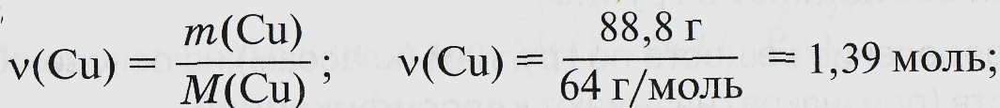 ν(Cu) = m(Cu)/M(Cu); ν(Cu) = 88,8 г/64 г/моль = 1,39 моль;